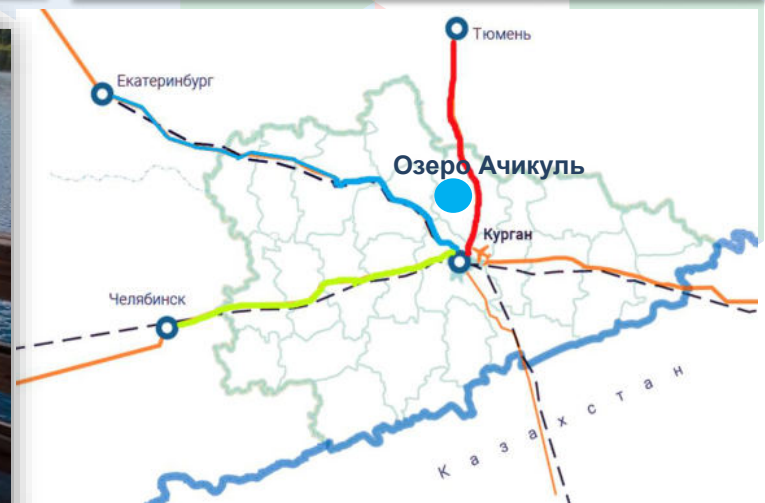 Тюмень
Екатеринбург
Озеро Ачикуль
Курган
Челябинск
Казахстан